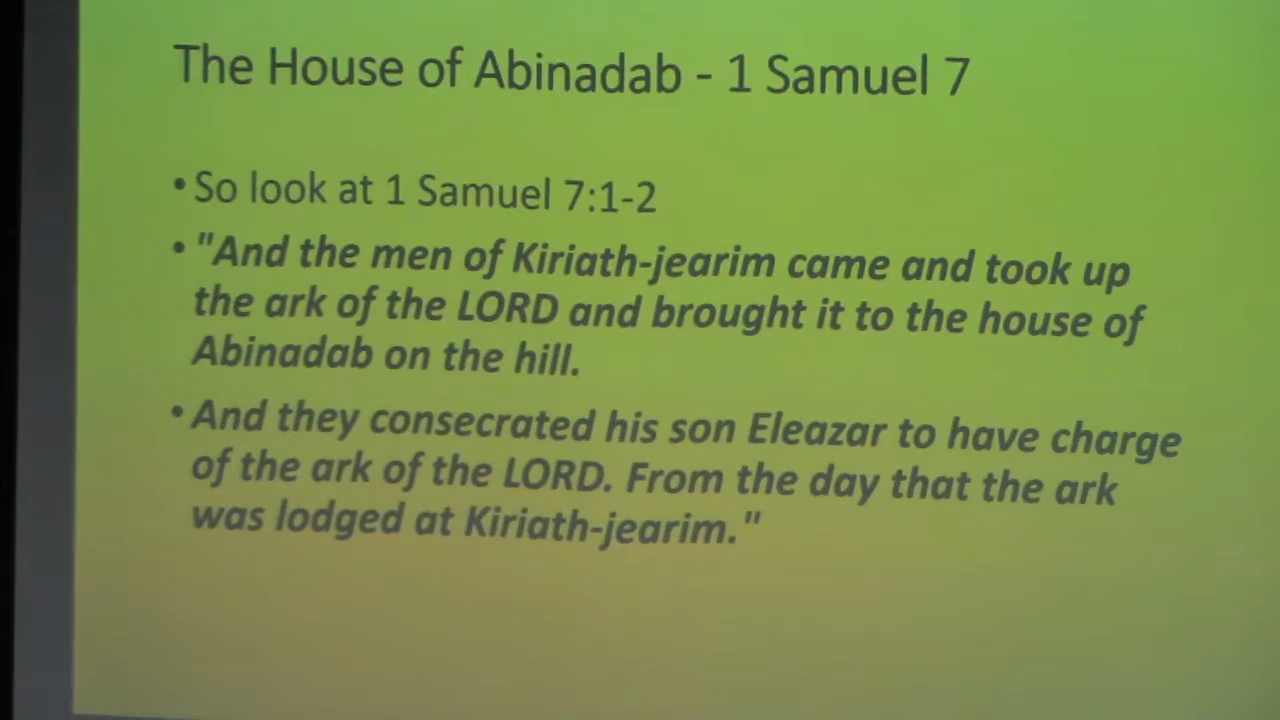 The House of Abinadab - 1 Samuel 7
• So look at 1 Samuel 7:1-2
• "And the men of Kiriath-jearim came and took up
the ark of the LORD and brought it to the house of
Abinadab on the hill.
• And they consecrated his son Eleazar to have charge
of the ark of the LORD. From the day that the ark
was lodged at Kiriath-jearim."